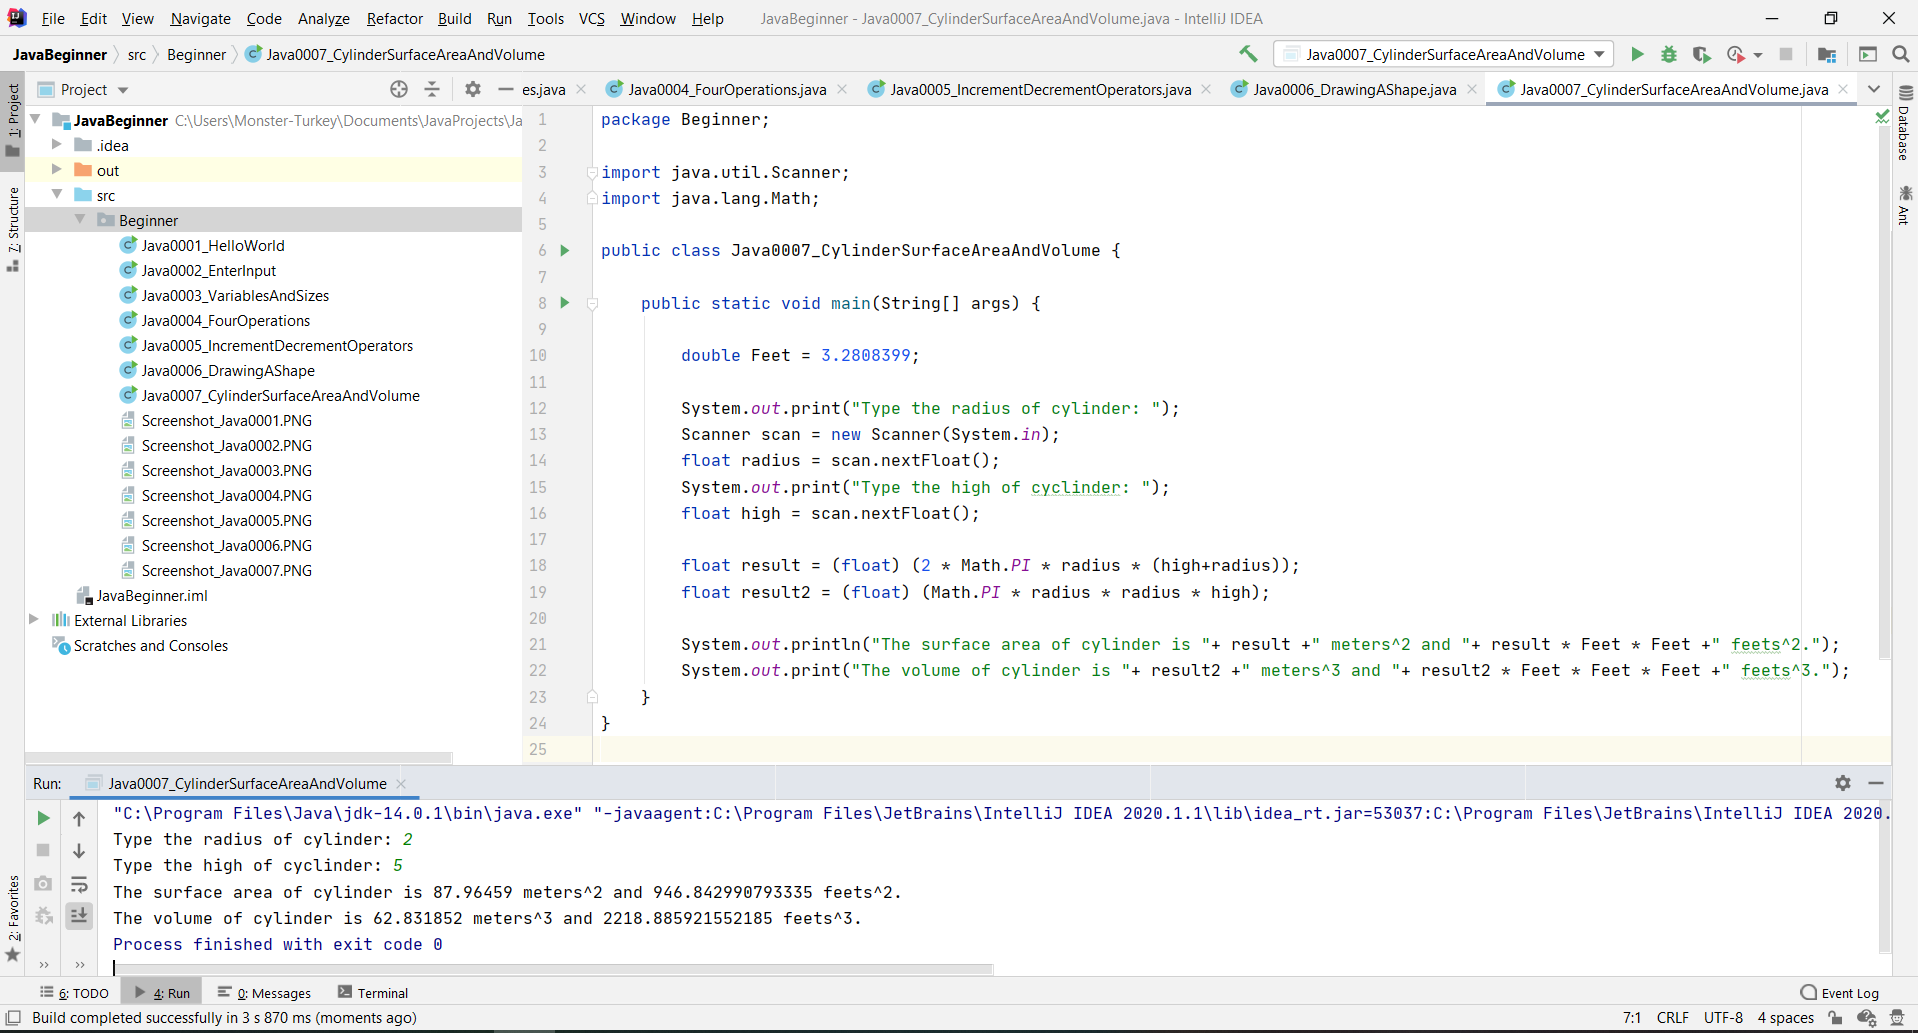 File Edit View Navigate Code Analyze Refactor Build Run Tools VCS Window Help JavaBeginner - Java0007_CylinderSurfaceAreaAndVolume.java - IntelliJ IDEA
JavaBeginner src Beginner Java0007_CylinderSurfaceAreaAndVolume Java0007_CylinderSurfaceAreaAndVolume
Project es.java Java0004_FourOperations.java Java0005_IncrementDecrementOperators.java Java0006_DrawingAShape.java Java0007_CylinderSurfaceAreaAndVolume.java
1: Project
7: Structure
2: Favorites
JavaBeginner C:\Users\Monster-Turkey\Documents\JavaProjects\Ja
.idea
out
src
Beginner
Java0001_HelloWorld
Java0002_EnterInput
Java0003_VariablesAndSizes
Java0004_FourOperations
Java0005_IncrementDecrementOperators
Java0006_DrawingAShape
Java0007_CylinderSurfaceAreaAndVolume
Screenshot_Java0001.PNG
Screenshot_Java0002.PNG
Screenshot_Java0003.PNG
Screenshot_Java0004.PNG
Screenshot_Java0005.PNG
Screenshot_Java0006.PNG
Screenshot_Java0007.PNG
JavaBeginner.iml
External Libraries
Scratches and Consoles
1 package Beginner;
2
3 import java.util.Scanner;
4 import java.lang.Math;
5
6 public class Java0007_CylinderSurfaceAreaAndVolume {
7
8 public static void main(String[] args) {
9
10 double Feet = 3.2808399;
11
12 System.out.print("Type the radius of cylinder: ");
13 Scanner scan = new Scanner(System.in);
14 float radius = scan.nextFloat();
15 System.out.print("Type the high of cyclinder: ");
16 float high = scan.nextFloat();
17
18 float result = (float) (2 * Math.PI * radius * (high+radius));
19 float result2 = (float) (Math.PI * radius * radius * high);
20
21 System.out.println("The surface area of cylinder is "+ result +" meters^2 and "+ result * Feet * Feet +" feets^2.");
22 System.out.print("The volume of cylinder is "+ result2 +" meters^3 and "+ result2 * Feet * Feet * Feet +" feets^3.");
23 }
24 }
25
Database
Ant
Run: Java0007_CylinderSurfaceAreaAndVolume
"C:\Program Files\Java\jdk-14.0.1\bin\java.exe" "-javaagent:C:\Program Files\JetBrains\IntelliJ IDEA 2020.1.1\lib\idea_rt.jar=53037:C:\Program Files\JetBrains\IntelliJ IDEA 2020.
Type the radius of cylinder: 2
Type the high of cyclinder: 5
The surface area of cylinder is 87.96459 meters^2 and 946.842990793335 feets^2.
The volume of cylinder is 62.831852 meters^3 and 2218.885921552185 feets^3.
Process finished with exit code 0
6: TODO 4: Run 0: Messages Terminal Event Log
Build completed successfully in 3 s 870 ms (moments ago) 7:1 CRLF UTF-8 4 spaces